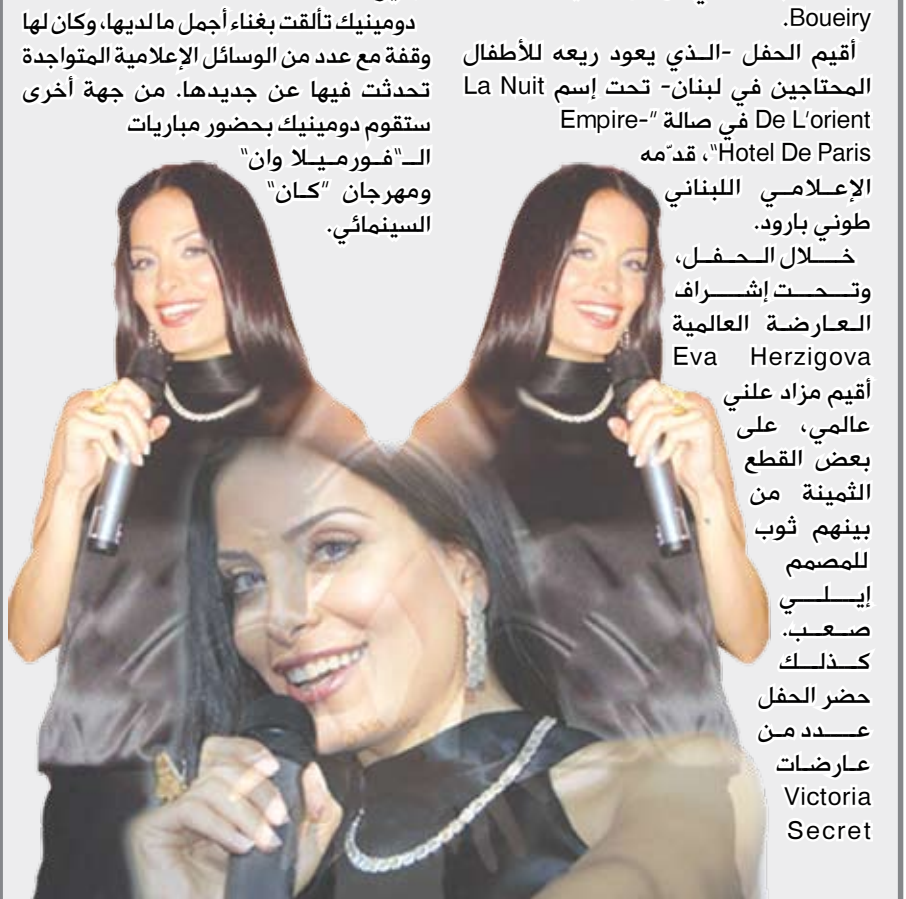 Boueiry.
أقيم الحفل -الذي يعود ريعه للأطفال
المحتاجين في لبنان- تحت إسم La Nuit
De L'orient في صالة "Empire-
Hotel De Paris"، قدّمه
الإعلامي اللبناني
طوني بارود.
خلال الحفل،
وتحت إشراف
العارضة العالمية
Eva Herzigova
أقيم مزاد علني
عالمي، على
بعض القطع
الثمينة من
بينهم ثوب
للمصمم
إيلي
صعب.
كذلك
حضر الحفل
عدد من
عارضات
Victoria
Secret
دومينيك تألقت بغناء أجمل ما لديها، وكان لها
وقفة مع عدد من الوسائل الإعلامية المتواجدة
تحدثت فيها عن جديدها. من جهة أخرى
ستقوم دومينيك بحضور مباريات
الـ"فورميلا وان"
ومهرجان "كان"
السينمائي.